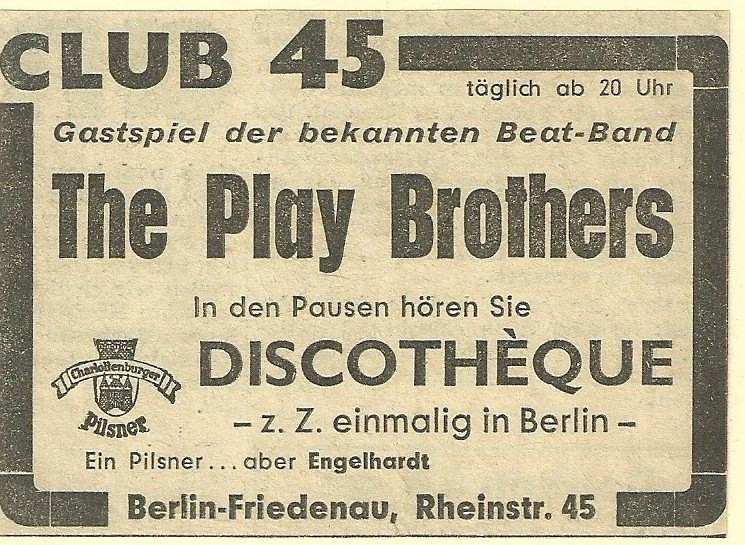 CLUB 45
täglich ab 20 Uhr
Gastspiel der bekannten Beat-Band
The Play Brothers
In den Pausen hören Sie
DISCOTHÈQUE
– z. Z. einmalig in Berlin –
Charlottenburger
Pilsner
Ein Pilsner... aber Engelhardt
Berlin-Friedenau, Rheinstr. 45